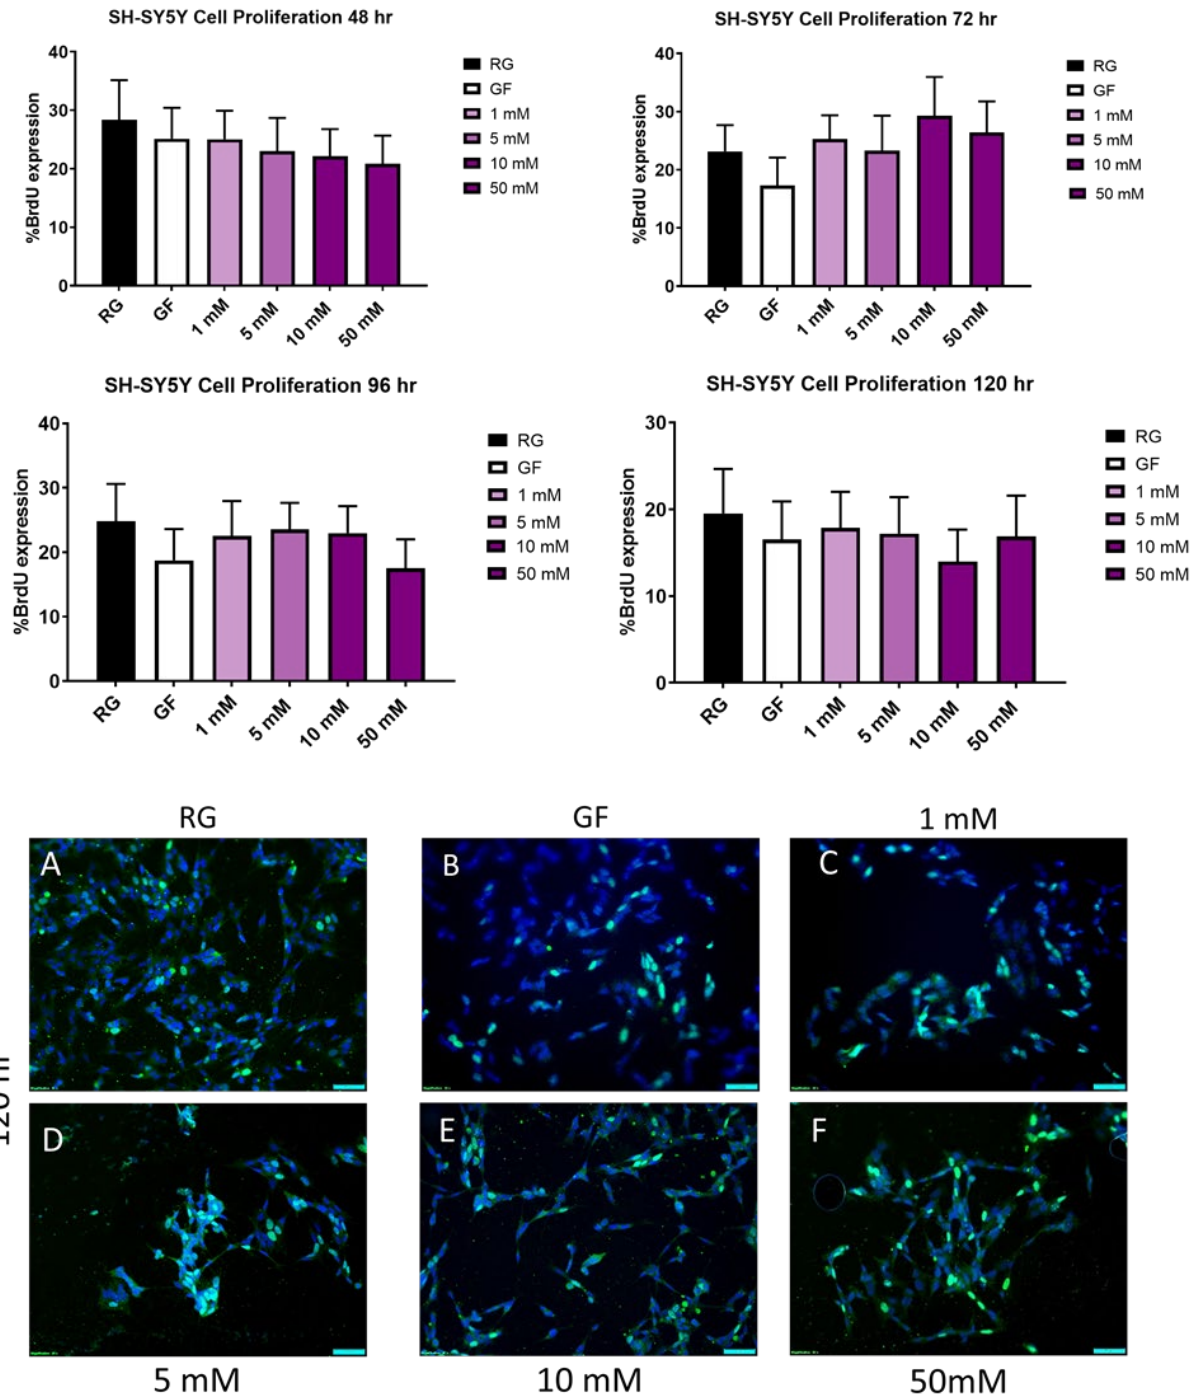 SH-SY5Y Cell Proliferation 48 hr
%BrdU expression
40
30
20
10
0
RG
GF
1 mM
5 mM
10 mM
50 mM
RG
GF
1 mM
5 mM
10 mM
50 mM
SH-SY5Y Cell Proliferation 72 hr
%BrdU expression
40
30
20
10
0
RG
GF
1 mM
5 mM
10 mM
50 mM
RG
GF
1 mM
5 mM
10 mM
50 mM
SH-SY5Y Cell Proliferation 96 hr
%BrdU expression
40
30
20
10
0
RG
GF
1 mM
5 mM
10 mM
50 mM
RG
GF
1 mM
5 mM
10 mM
50 mM
SH-SY5Y Cell Proliferation 120 hr
%BrdU expression
30
20
10
0
RG
GF
1 mM
5 mM
10 mM
50 mM
RG
GF
1 mM
5 mM
10 mM
50 mM
RG
GF
1 mM
A
B
C
D
E
F
5 mM
10 mM
50mM